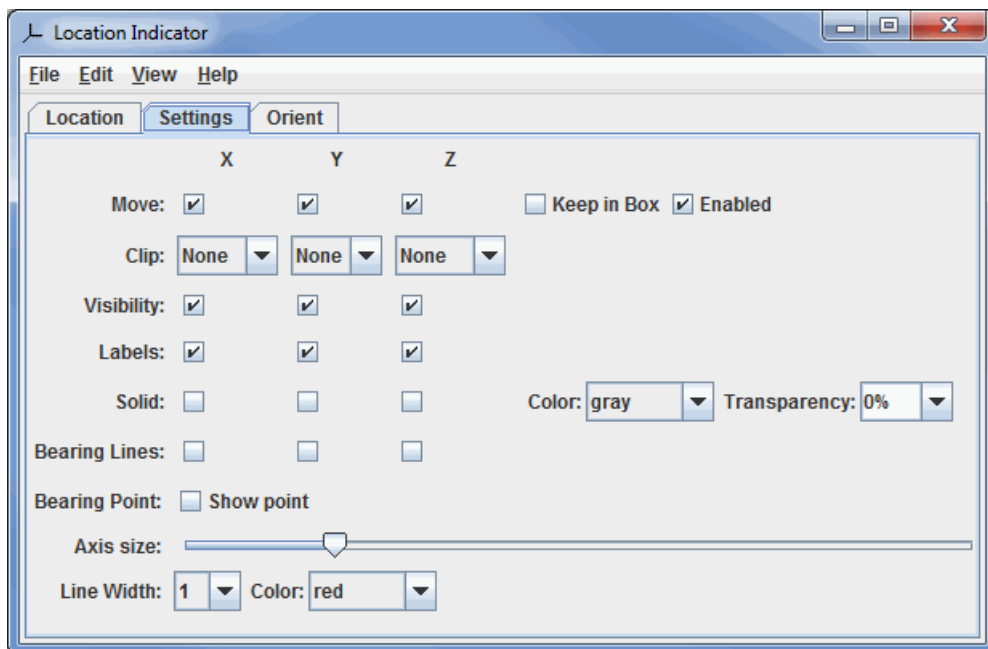 Location Indicator
File Edit View Help
Location Settings Orient
X Y Z
Move: Keep in Box Enabled
Clip: None None None
Visibility:
Labels:
Solid: Color: gray Transparency: 0%
Bearing Lines:
Bearing Point: Show point
Axis size:
Line Width: 1 Color: red